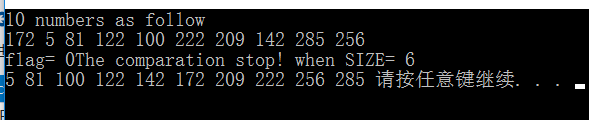 10 numbers as follow
172 5 81 122 100 222 209 142 285 256
flag= 0The comparation stop! when SIZE= 6
5 81 100 122 142 172 209 222 256 285 请按任意键继续. . .